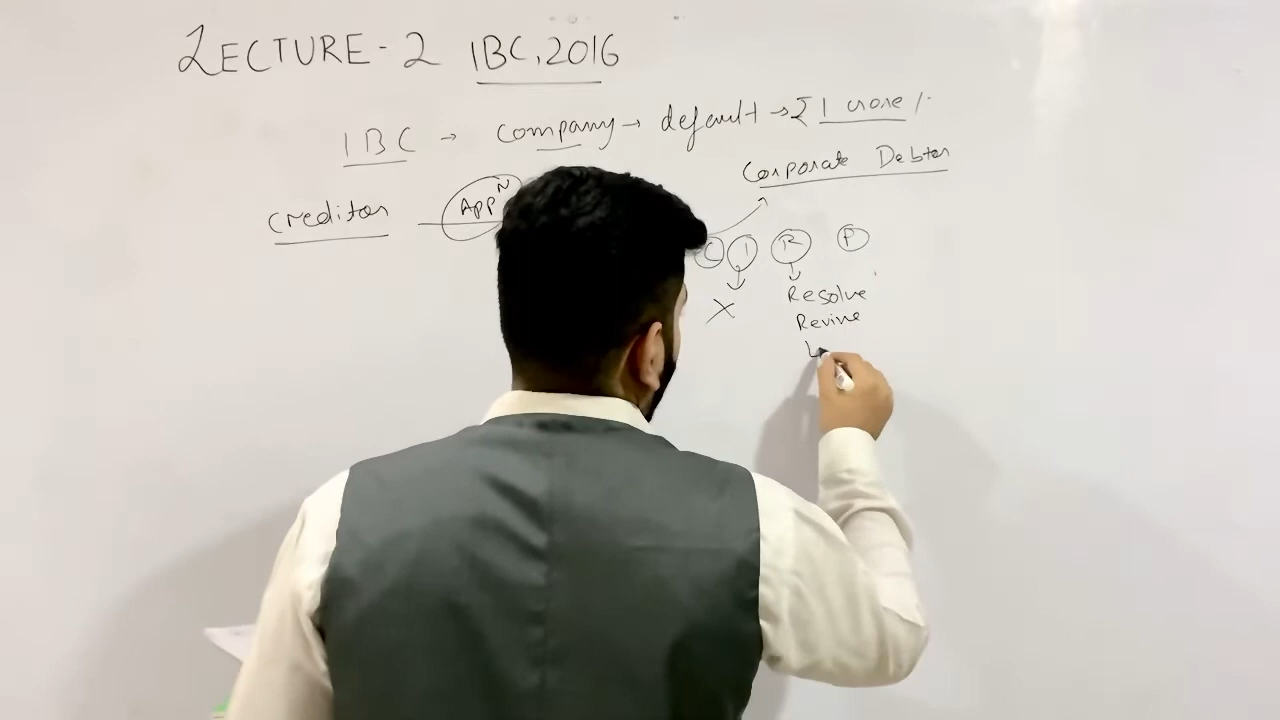 LECTURE-2 IBC,2016
IBC → company → default → ₹1 crore/-
Corporate Debtor
creditor APPᴺ
C I R P
X Resolve
Revive